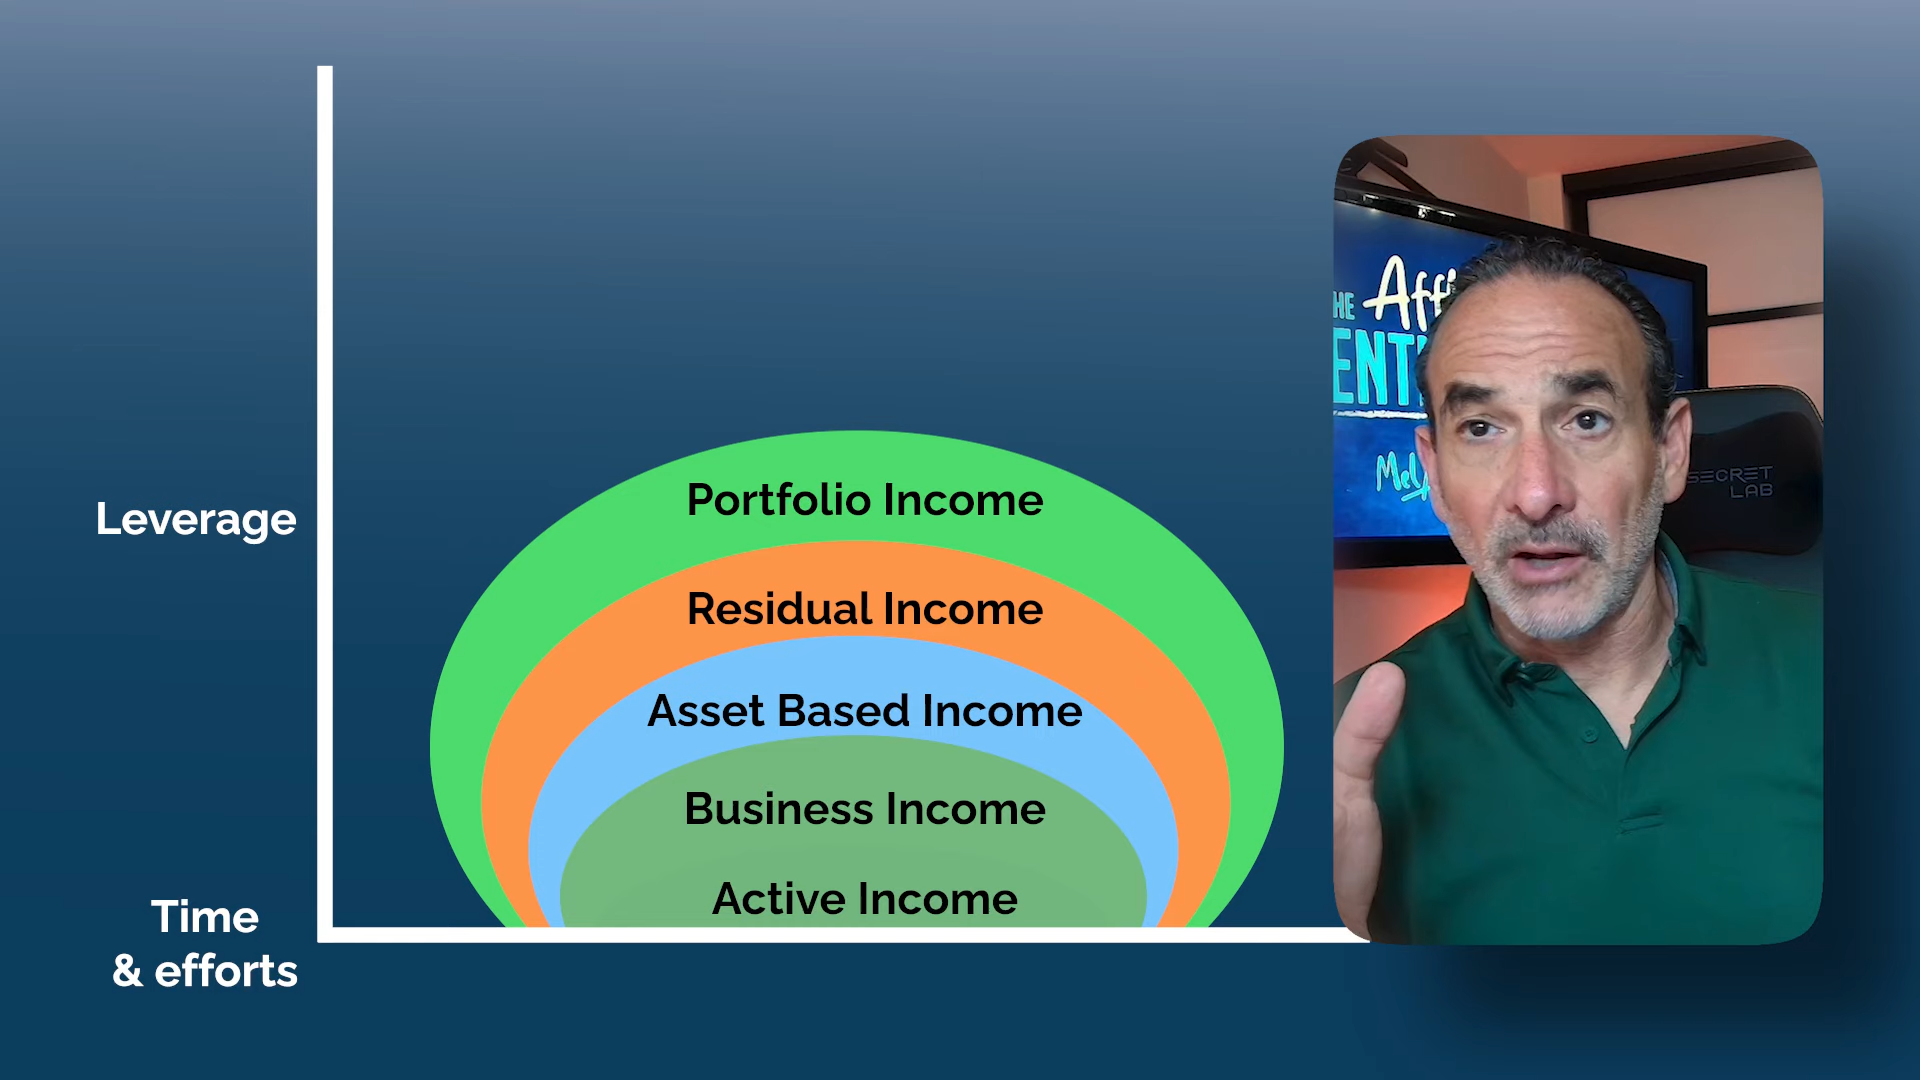 Leverage
Time
& efforts
Portfolio Income
Residual Income
Asset Based Income
Business Income
Active Income
SECRET
LAB